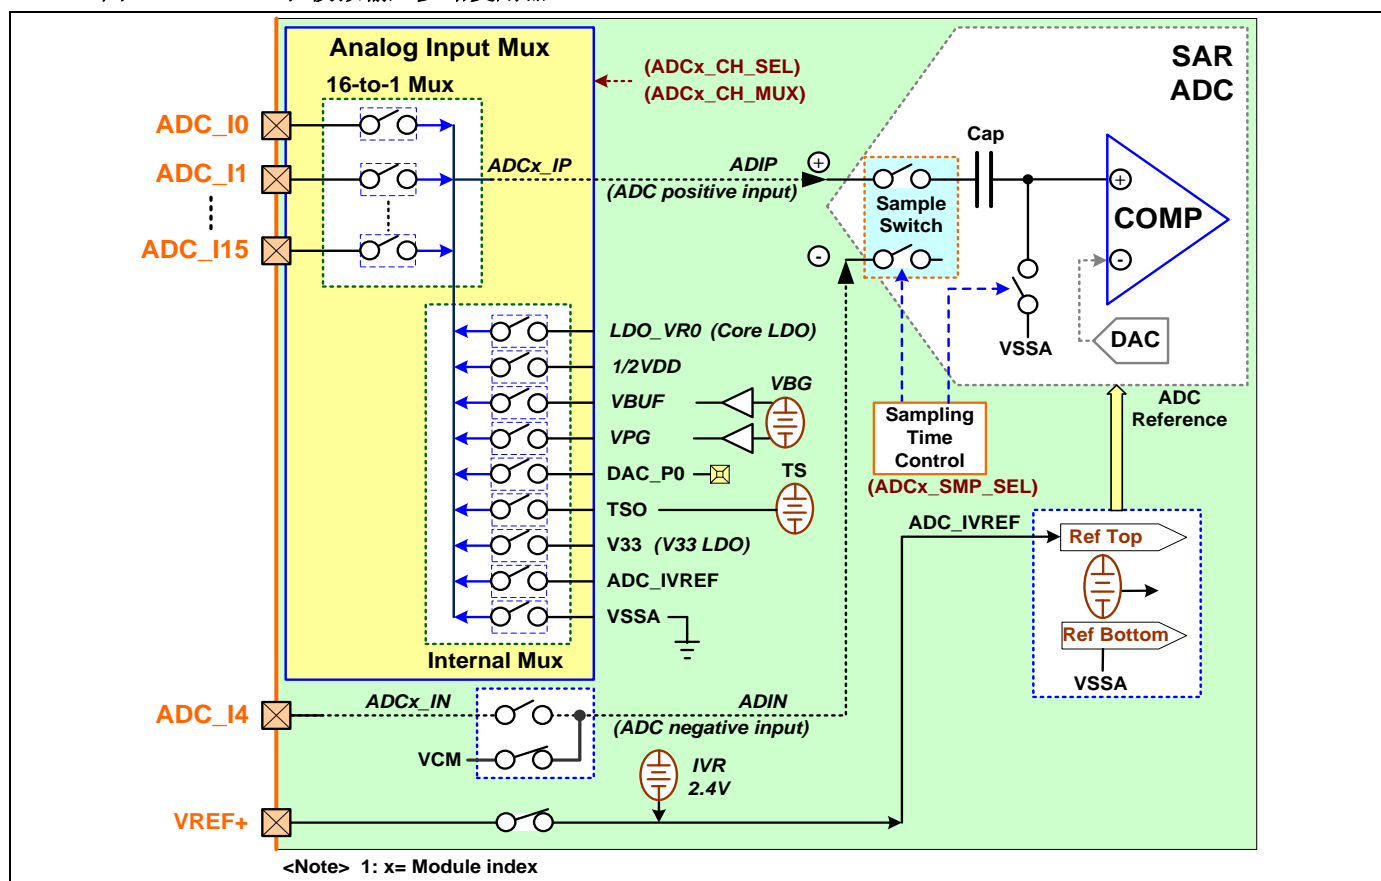 Analog Input Mux
16-to-1 Mux
(ADCx_CH_SEL)
(ADCx_CH_MUX)
SAR
ADC
ADC_I0
ADC_I1
ADC_I15
ADCx_IP
ADIP
(ADC positive input)
+
-
Sample
Switch
Cap
+
COMP
-
DAC
VSSA
LDO_VR0 (Core LDO)
1/2VDD
VBUF
VBG
VPG
DAC_P0
TS
TSO
V33 (V33 LDO)
ADC_IVREF
VSSA
Internal Mux
Sampling
Time
Control
(ADCx_SMP_SEL)
ADC
Reference
ADC_IVREF
Ref Top
Ref Bottom
VSSA
ADC_I4
ADCx_IN
ADIN
(ADC negative input)
VCM
IVR
2.4V
VREF+
<Note> 1: x= Module index